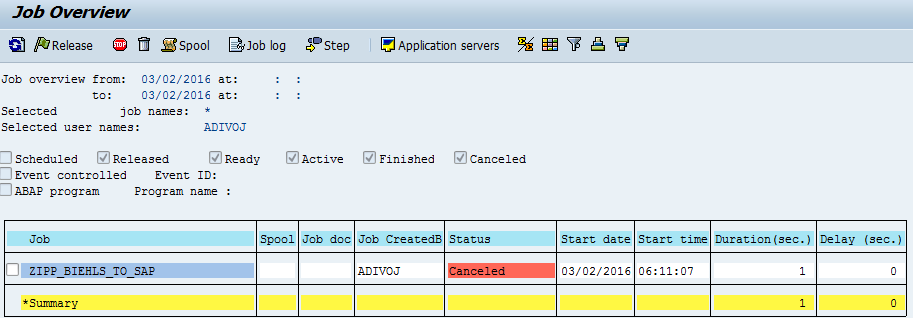 Job Overview
Release Spool Job log Step Application servers
Job overview from: 03/02/2016 at: : :
to: 03/02/2016 at: : :
Selected job names: *
Selected user names: ADIVOJ
Scheduled Released Ready Active Finished Canceled
Event controlled Event ID:
ABAP program Program name :
Job Spool Job doc Job CreatedB Status Start date Start time Duration(sec.) Delay (sec.)
ZIPP_BIEHLS_TO_SAP ADIVOJ Canceled 03/02/2016 06:11:07 1 0
*Summary 1 0